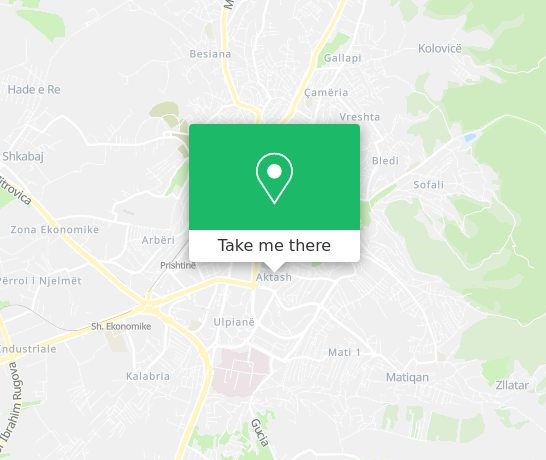 M
Besiana
Gallapi
Kolovicë
Hade e Re
Çamëria
Vreshta
Shkabaj
Bledi
Sofali
itrovica
Zona Ekonomike
Arbëri
Take me there
Prishtinë
Aktash
Përroi i Njelmët
Sh. Ekonomike
Ulpianë
Industriale
Mati 1
Kalabria
Matiqan
Zllatar
Ibrahim Rugova
Gucia